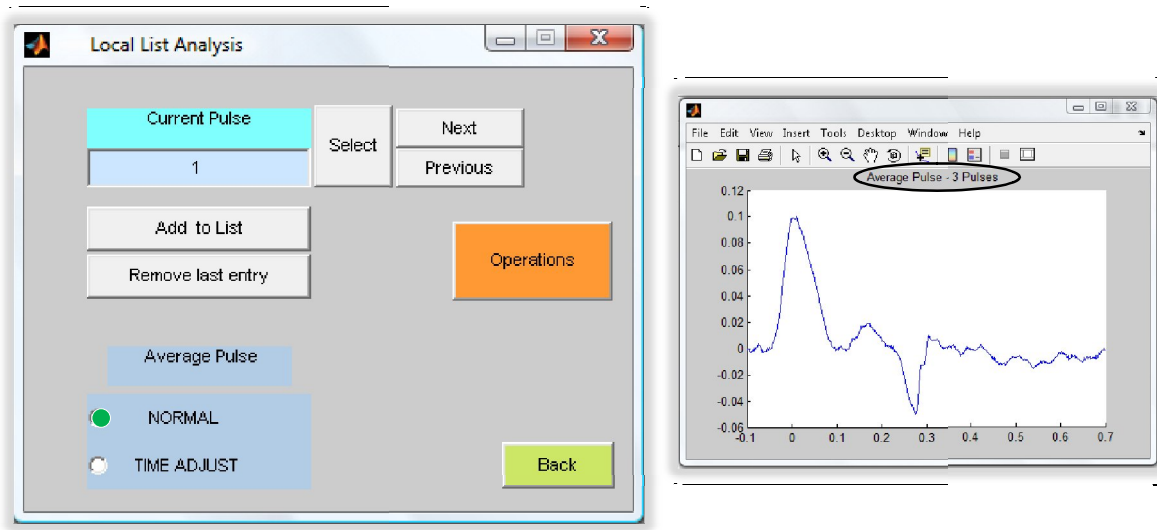 Local List Analysis
Current Pulse
1
Select
Next
Previous
Add to List
Remove last entry
Operations
Average Pulse
NORMAL
TIME ADJUST
Back
File Edit View Insert Tools Desktop Window Help
Average Pulse - 3 Pulses
0.12
0.1
0.08
0.06
0.04
0.02
0
-0.02
-0.04
-0.06
-0.1 0 0.1 0.2 0.3 0.4 0.5 0.6 0.7